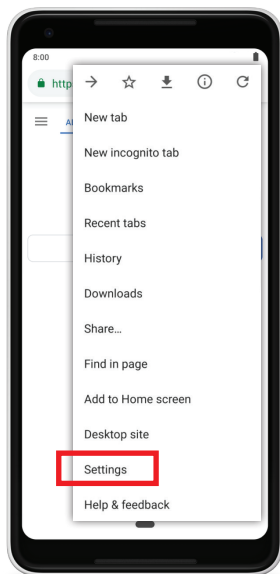 8:00
http
Al
New tab
New incognito tab
Bookmarks
Recent tabs
History
Downloads
Share...
Find in page
Add to Home screen
Desktop site
Settings
Help & feedback